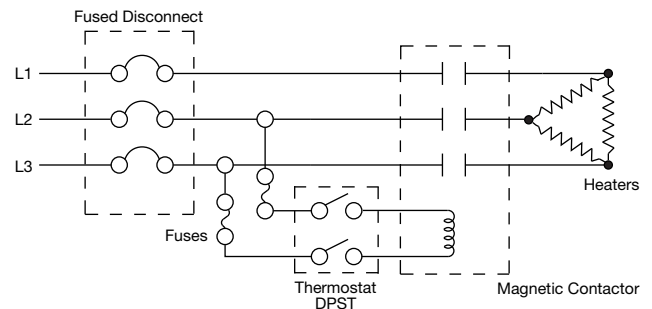 Fused Disconnect
L1
L2
L3
Heaters
Fuses
Thermostat
DPST
Magnetic Contactor